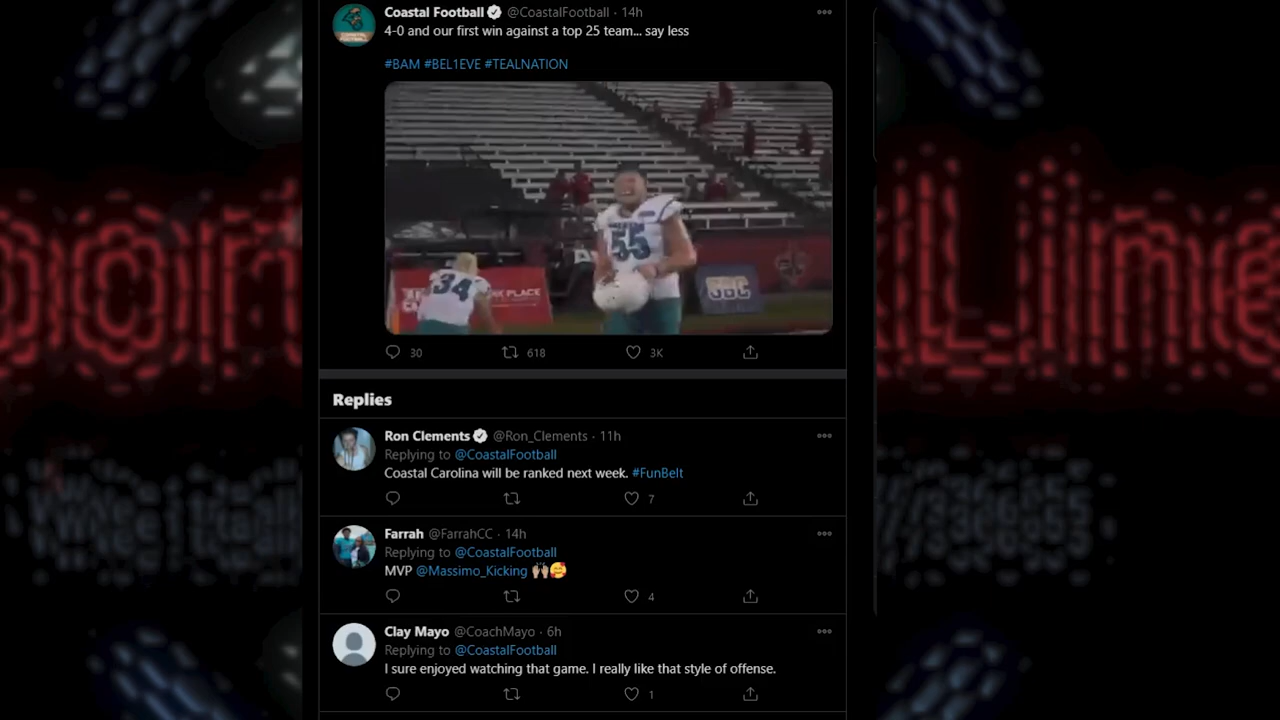 Coastal Football @CoastalFootball · 14h
4-0 and our first win against a top 25 team... say less
#BAM #BEL1EVE #TEALNATION
55
34
SBC
30 618 3K
Replies
Ron Clements @Ron_Clements · 11h
Replying to @CoastalFootball
Coastal Carolina will be ranked next week. #FunBelt
7
Farrah @FarrahCC · 14h
Replying to @CoastalFootball
MVP @Massimo_Kicking 🙌🏼🥰
4
Clay Mayo @CoachMayo · 6h
Replying to @CoastalFootball
I sure enjoyed watching that game. I really like that style of offense.
1